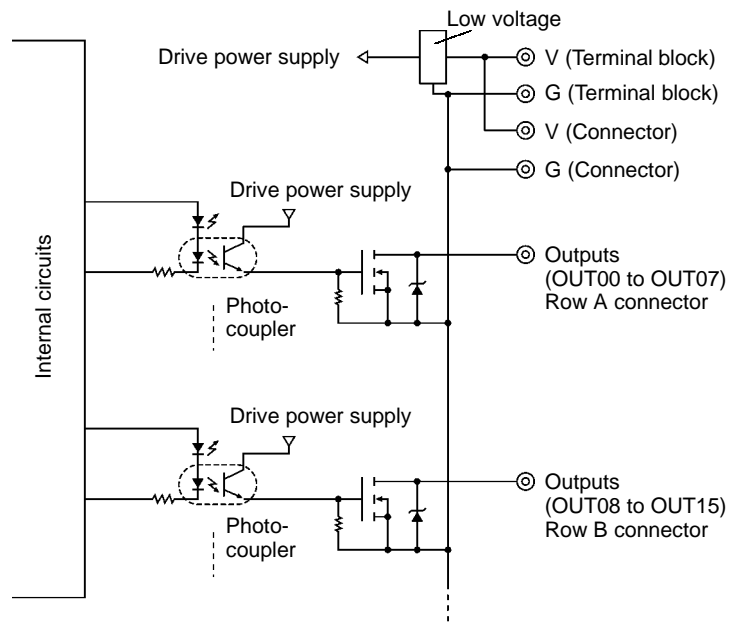 Low voltage
Drive power supply
V (Terminal block)
G (Terminal block)
V (Connector)
G (Connector)
Internal circuits
Drive power supply
Photo-
coupler
Outputs
(OUT00 to OUT07)
Row A connector
Drive power supply
Photo-
coupler
Outputs
(OUT08 to OUT15)
Row B connector